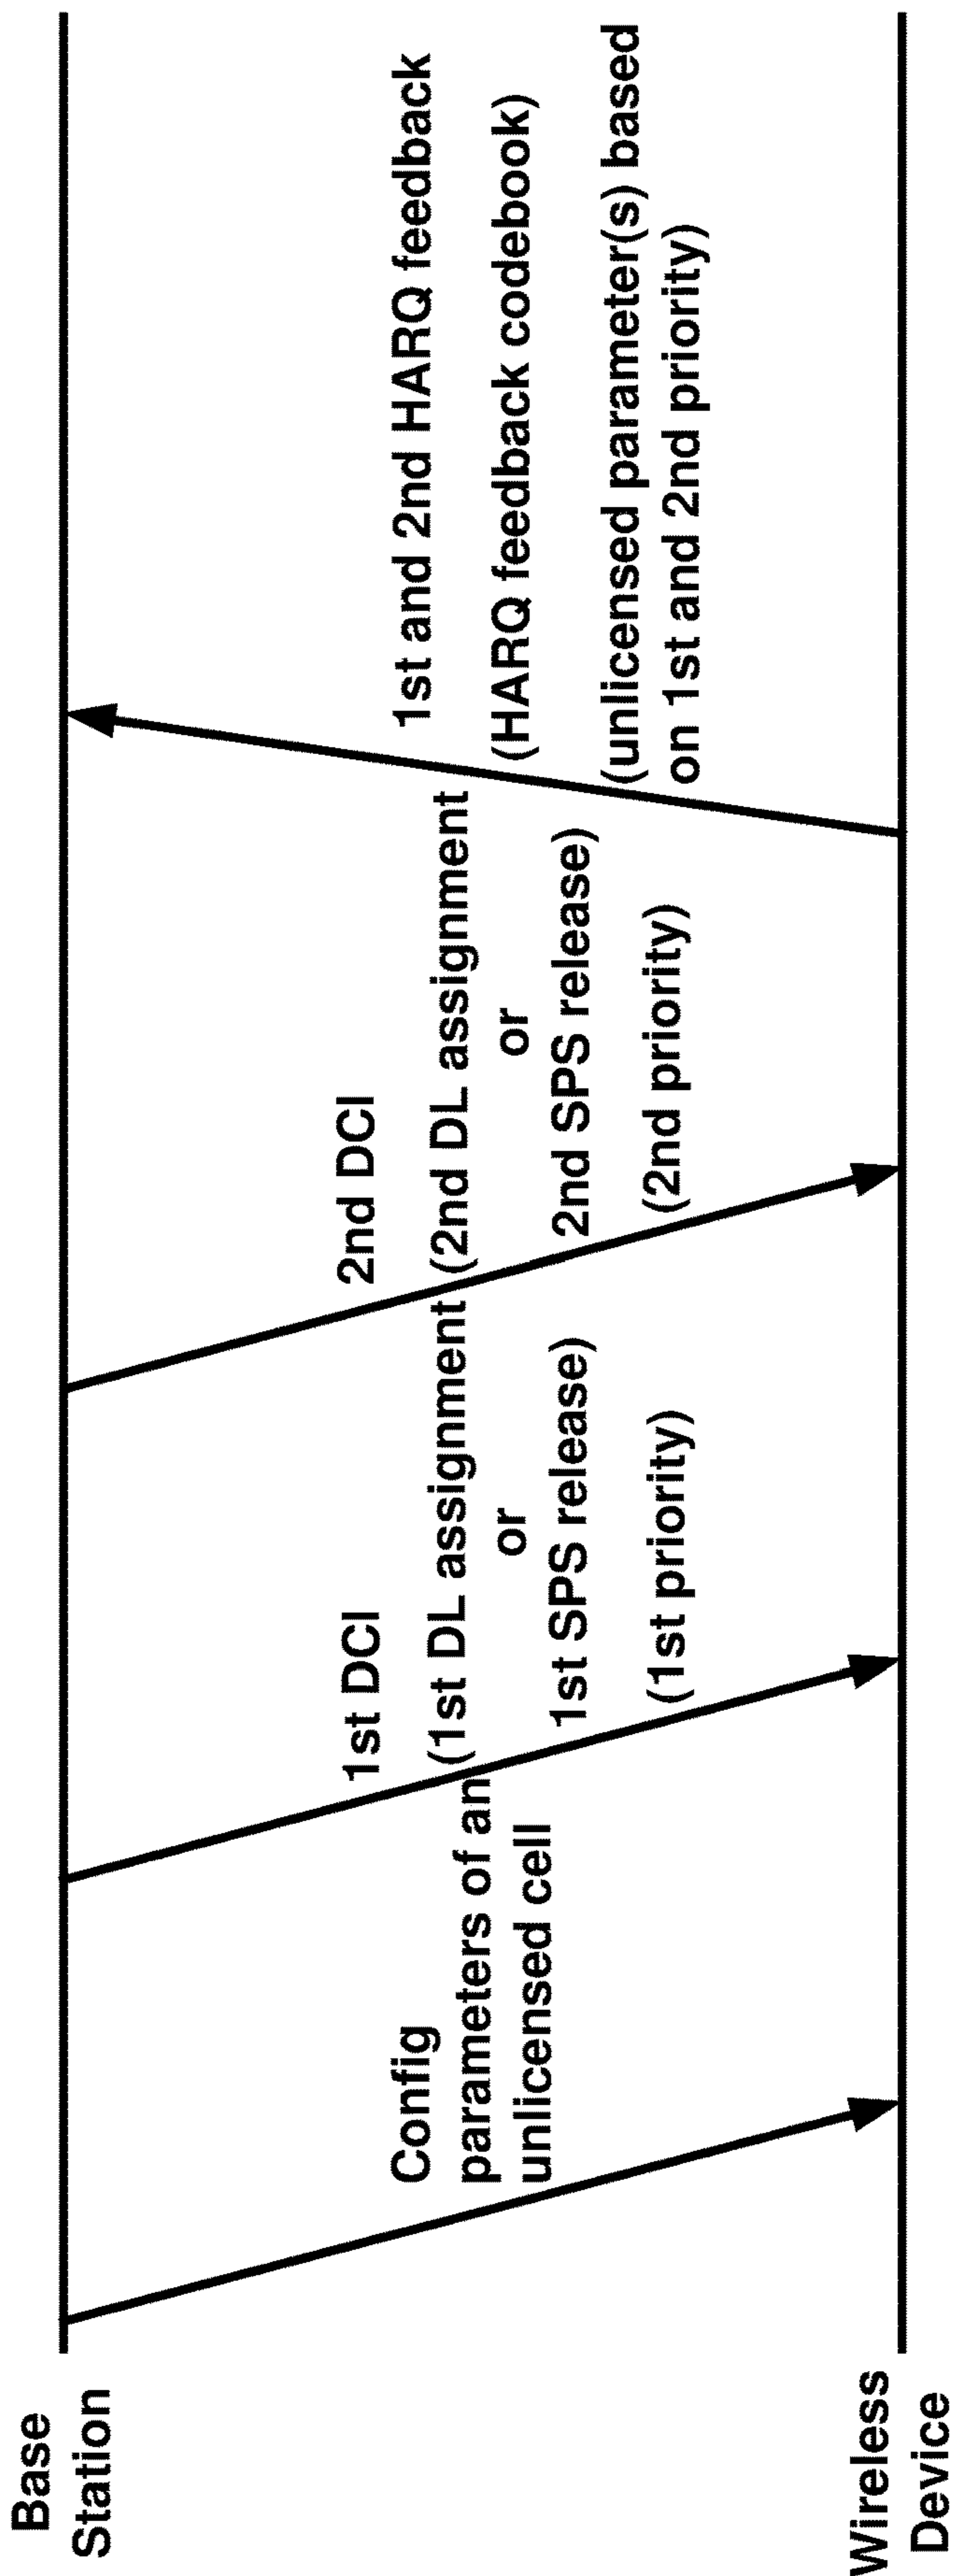 Base
Station
Wireless
Device
Config
parameters of an
unlicensed cell
1st DCI
(1st DL assignment
or
1st SPS release)
(1st priority)
2nd DCI
(2nd DL assignment
or
2nd SPS release)
(2nd priority)
1st and 2nd HARQ feedback
(HARQ feedback codebook)
(unlicensed parameter(s) based
on 1st and 2nd priority)